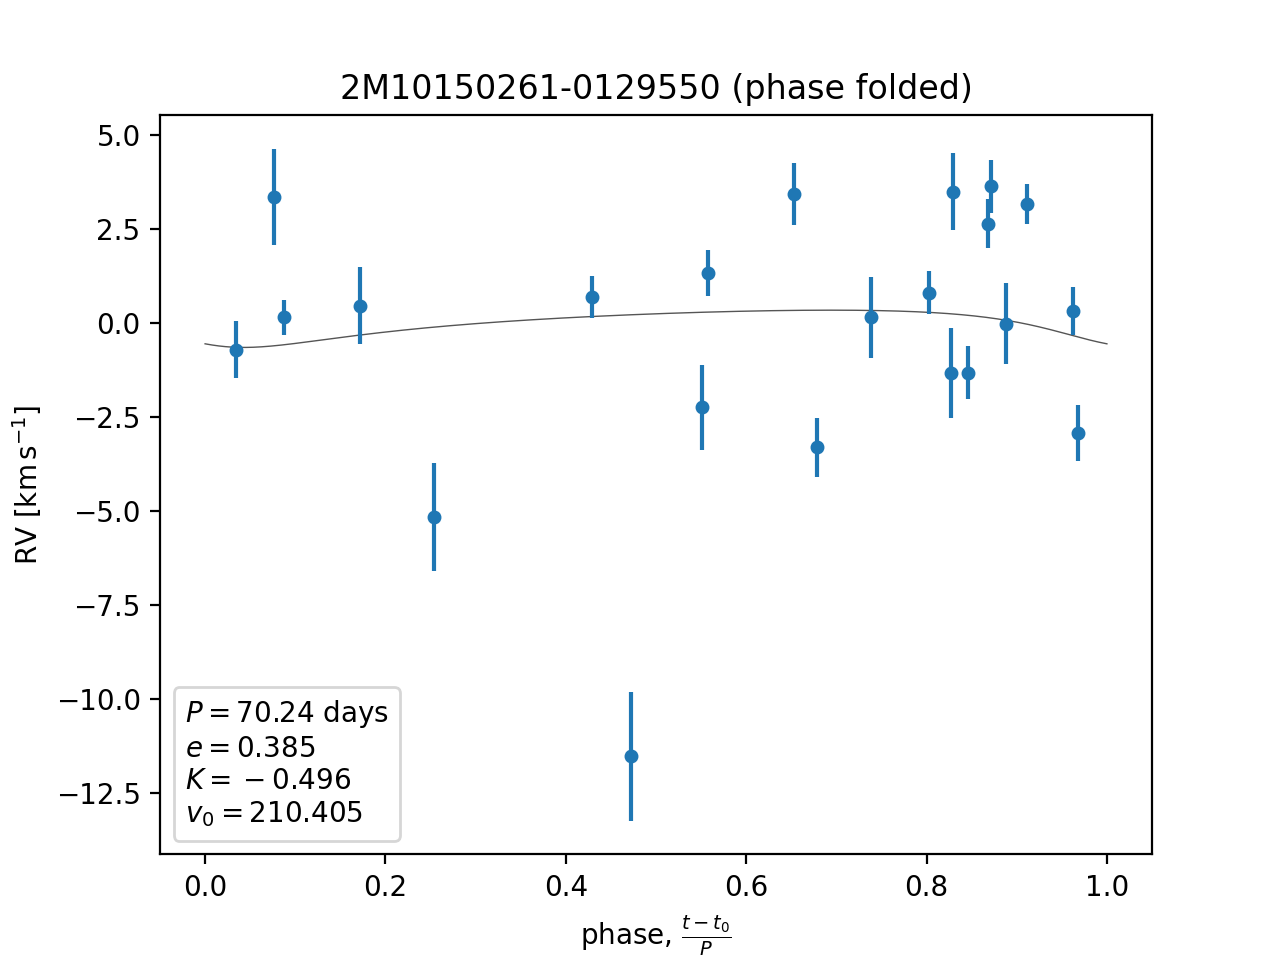 2M10150261-0129550 (phase folded)
RV [km s⁻¹]
5.0
2.5
0.0
−2.5
−5.0
−7.5
−10.0
−12.5
P = 70.24 days
e = 0.385
K = −0.496
v₀ = 210.405
0.0 0.2 0.4 0.6 0.8 1.0
phase, (t − t₀)/P